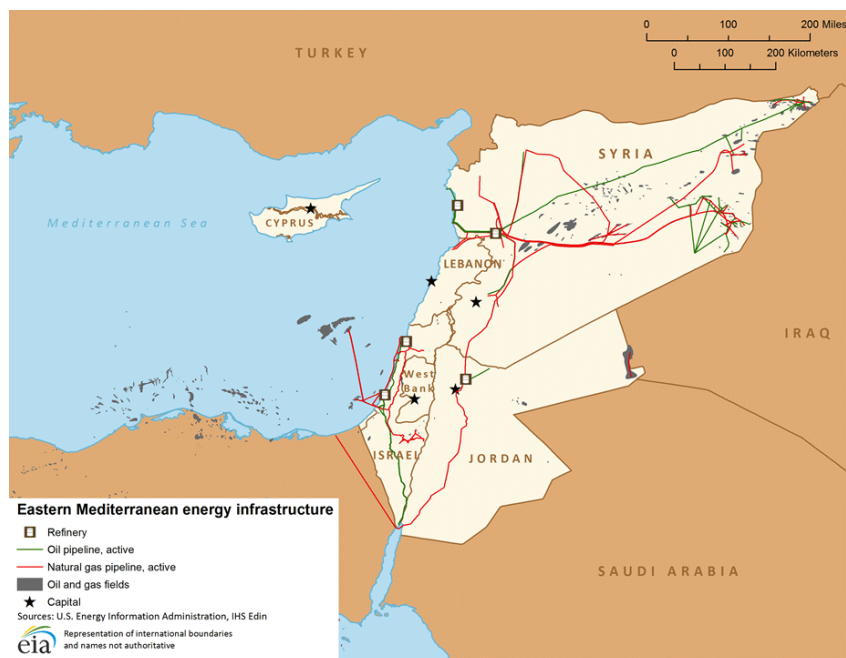 0 100 200 Miles
0 100 200 Kilometers
TURKEY
SYRIA
Mediterranean Sea
CYPRUS
LEBANON
IRAQ
West
Bank
ISRAEL
JORDAN
SAUDI ARABIA
Eastern Mediterranean energy infrastructure
Refinery
Oil pipeline, active
Natural gas pipeline, active
Oil and gas fields
Capital
Sources: U.S. Energy Information Administration, IHS Edin
eia
Representation of international boundaries
and names not authoritative